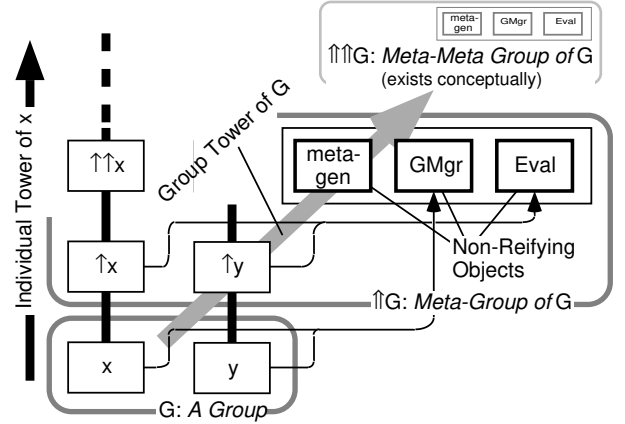 meta-
gen
GMgr
Eval
⇑⇑G: Meta-Meta Group of G
(exists conceptually)
Individual Tower of x
Group Tower of G
↑↑x
meta-
gen
GMgr
Eval
↑x
↑y
Non-Reifying
Objects
⇑G: Meta-Group of G
x
y
G: A Group